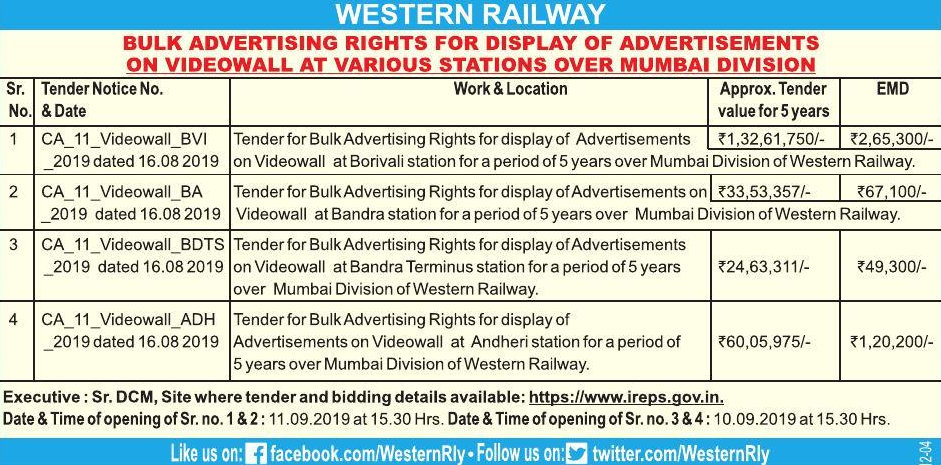 WESTERN RAILWAY
BULK ADVERTISING RIGHTS FOR DISPLAY OF ADVERTISEMENTS
ON VIDEOWALL AT VARIOUS STATIONS OVER MUMBAI DIVISION
Sr. No. Tender Notice No. & Date Work & Location Approx. Tender value for 5 years EMD
1 CA_11_Videowall_BVI Tender for Bulk Advertising Rights for display of Advertisements ₹1,32,61,750/- ₹2,65,300/-
_2019 dated 16.08 2019 on Videowall at Borivali station for a period of 5 years over Mumbai Division of Western Railway.
2 CA_11_Videowall_BA Tender for Bulk Advertising Rights for display of Advertisements on ₹33,53,357/- ₹67,100/-
_2019 dated 16.08 2019 Videowall at Bandra station for a period of 5 years over Mumbai Division of Western Railway.
3 CA_11_Videowall_BDTS Tender for Bulk Advertising Rights for display of Advertisements
_2019 dated 16.08 2019 on Videowall at Bandra Terminus station for a period of 5 years ₹24,63,311/- ₹49,300/-
over Mumbai Division of Western Railway.
4 CA_11_Videowall_ADH Tender for Bulk Advertising Rights for display of
_2019 dated 16.08 2019 Advertisements on Videowall at Andheri station for a period of ₹60,05,975/- ₹1,20,200/-
5 years over Mumbai Division of Western Railway.
Executive : Sr. DCM, Site where tender and bidding details available: https://www.ireps.gov.in.
Date & Time of opening of Sr. no. 1 & 2 : 11.09.2019 at 15.30 Hrs. Date & Time of opening of Sr. no. 3 & 4 : 10.09.2019 at 15.30 Hrs.
Like us on: facebook.com/WesternRly • Follow us on: twitter.com/WesternRly